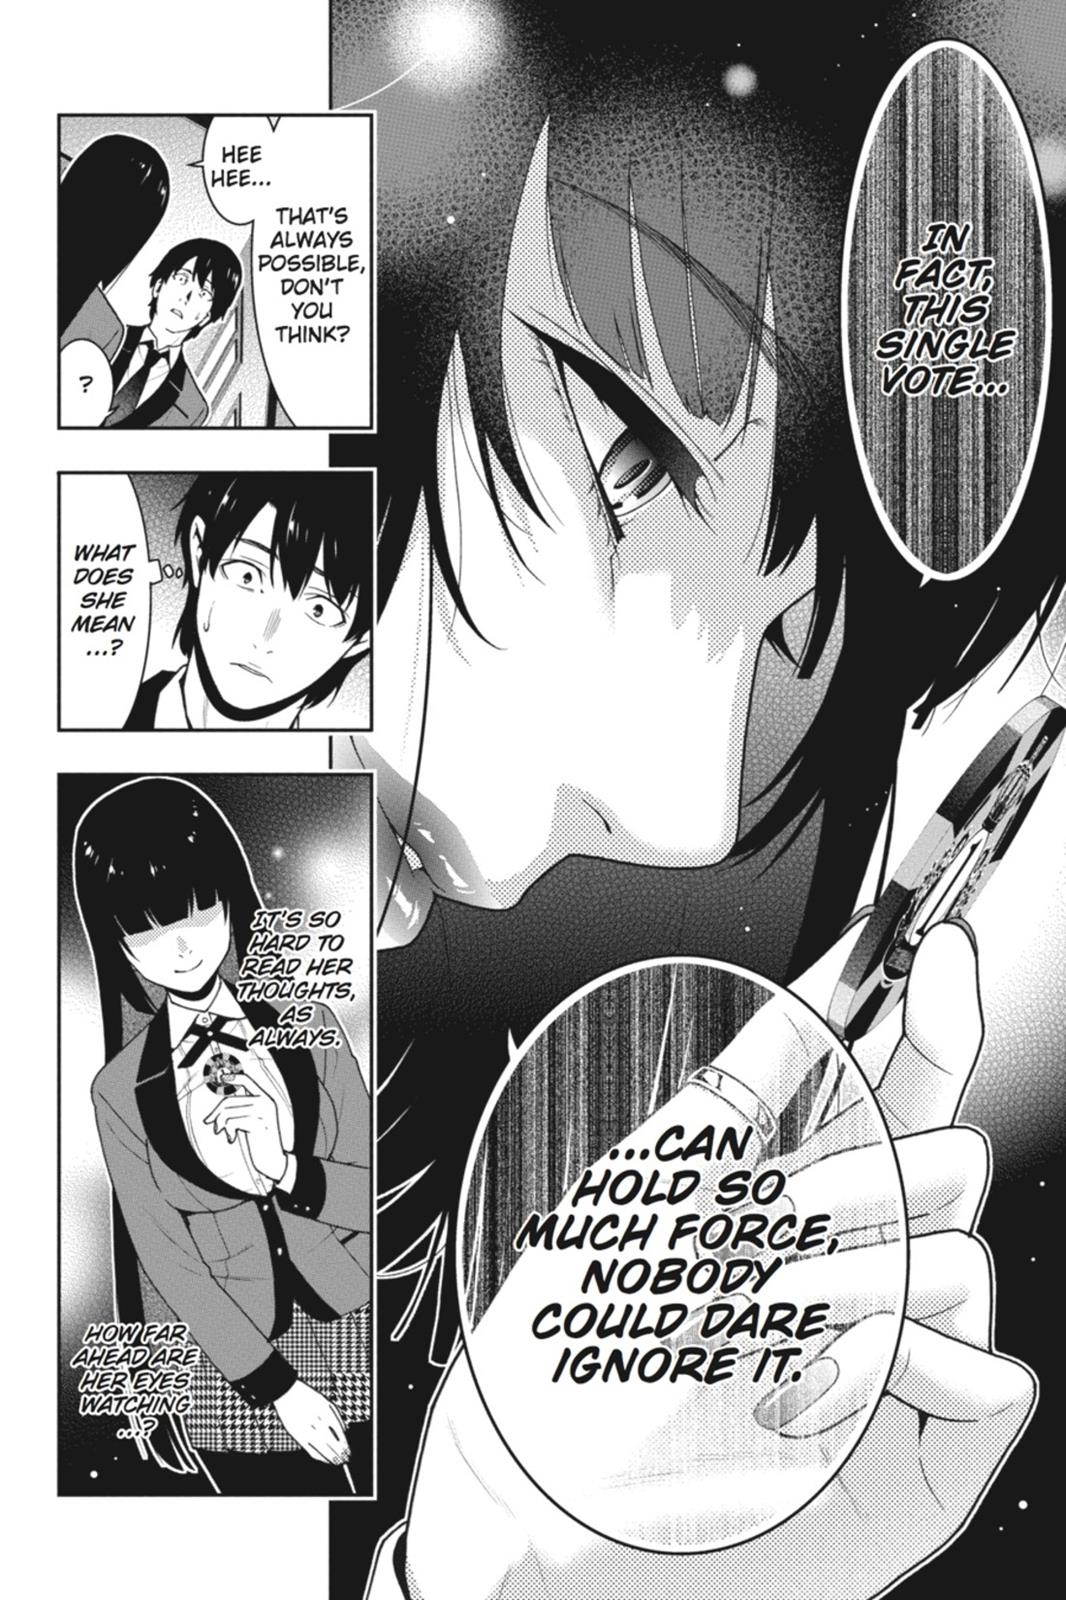 IN
FACT,
THIS
SINGLE
VOTE...
...CAN
HOLD SO
MUCH FORCE,
NOBODY
COULD DARE
IGNORE IT.
HEE
HEE...
THAT'S
ALWAYS
POSSIBLE,
DON'T
YOU
THINK?
?
WHAT
DOES
SHE
MEAN
...?
IT'S SO
HARD TO
READ HER
THOUGHTS,
AS
ALWAYS.
HOW FAR
AHEAD ARE
HER EYES
WATCHING
...?